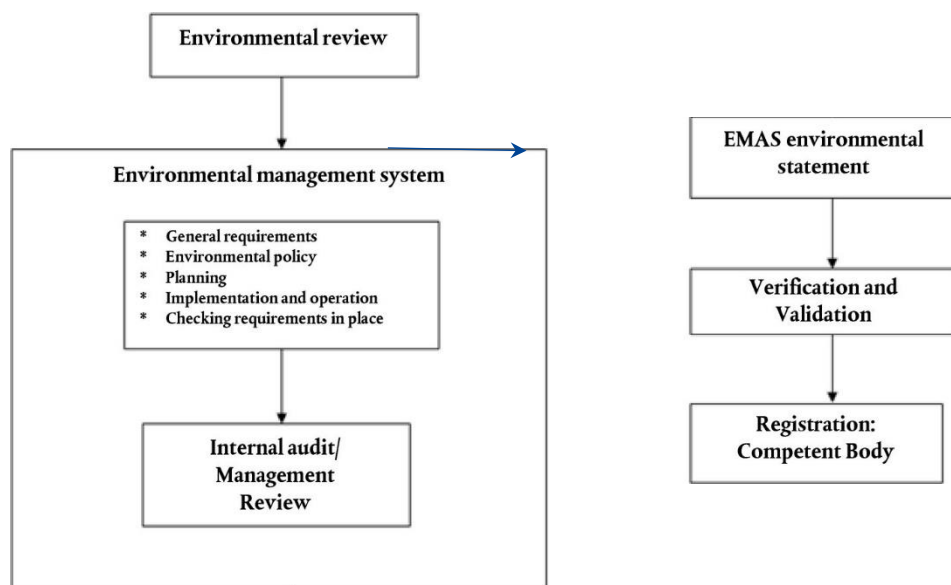 Environmental review
Environmental management system
* General requirements
* Environmental policy
* Planning
* Implementation and operation
* Checking requirements in place
Internal audit/
Management
Review
EMAS environmental
statement
Verification and
Validation
Registration:
Competent Body